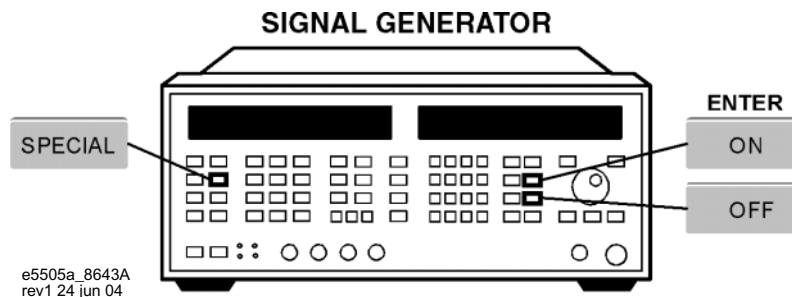 SIGNAL GENERATOR
SPECIAL
ENTER
ON
OFF
e5505a_8643A
rev1 24 jun 04